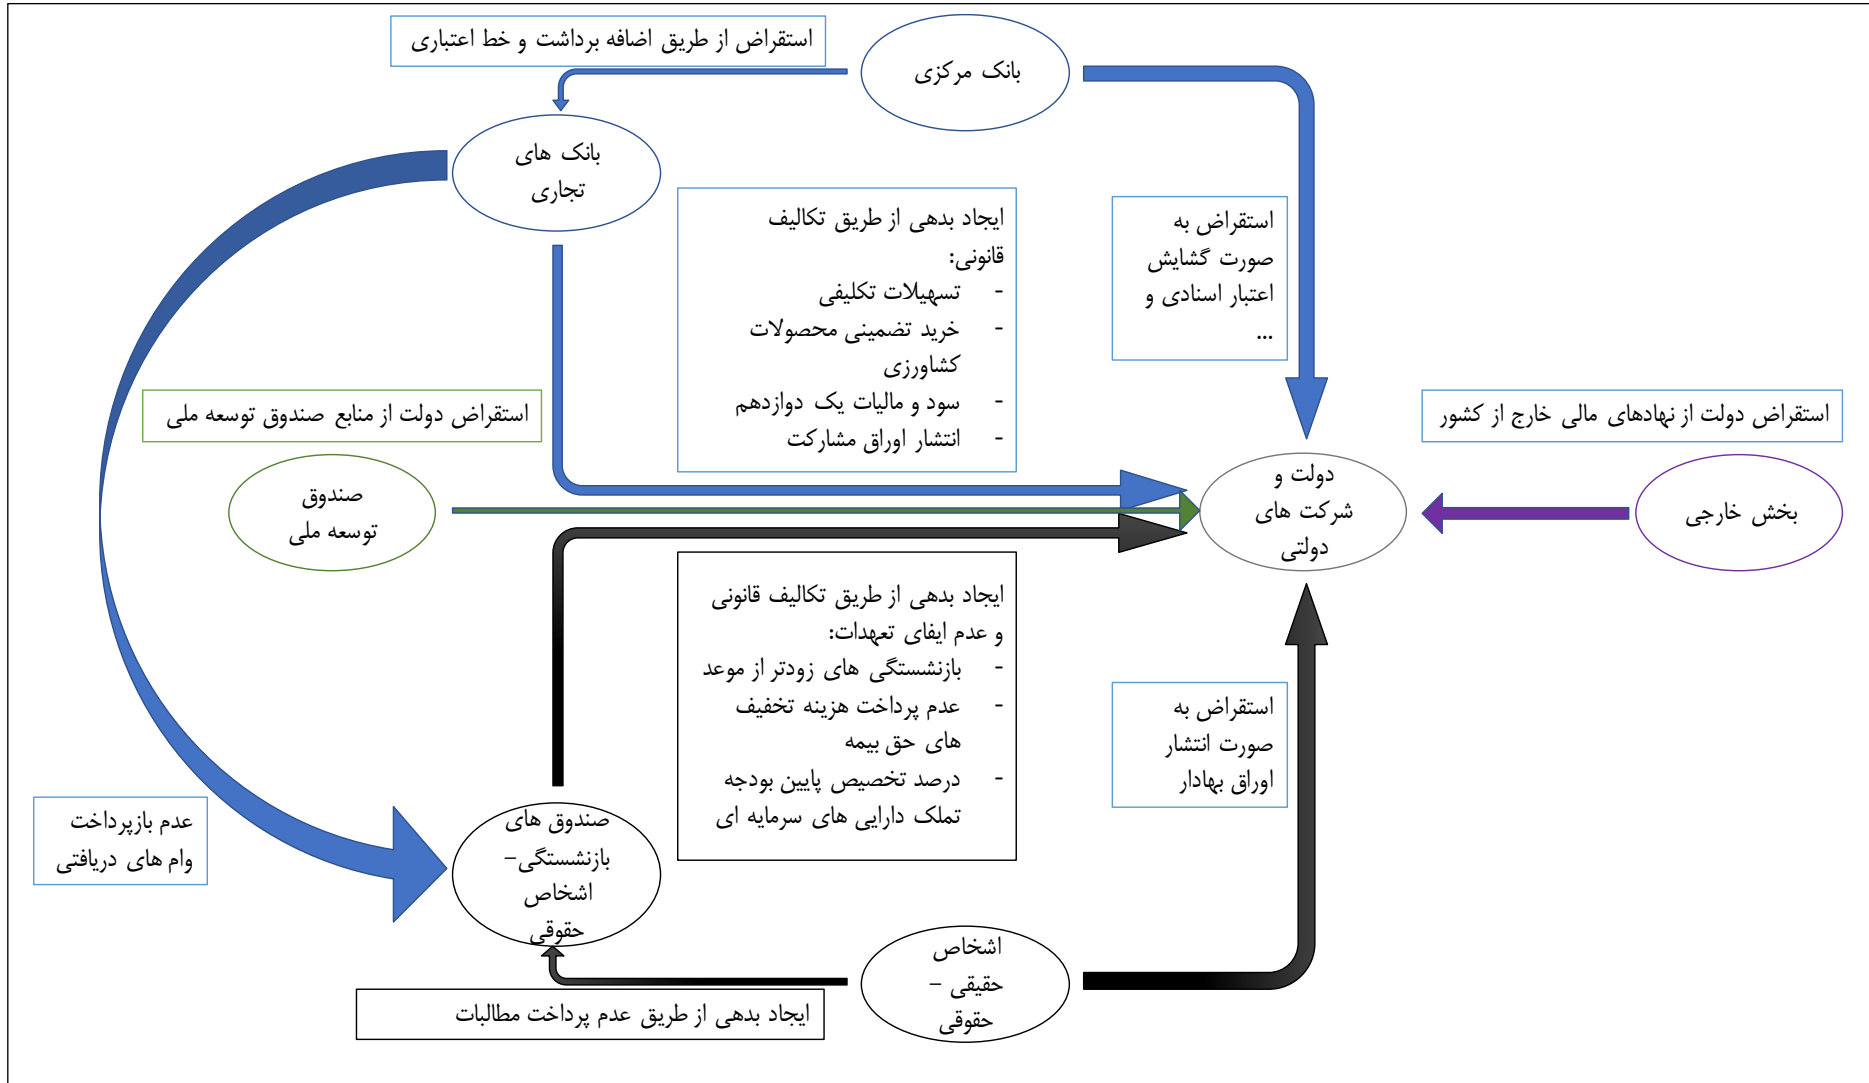 استقراض از طریق اضافه برداشت و خط اعتباری
بانک مرکزی
بانک های
تجاری
ایجاد بدهی از طریق تکالیف
قانونی:
- تسهیلات تکلیفی
- خرید تضمینی محصولات
کشاورزی
- سود و مالیات یک دوازدهم
- انتشار اوراق مشارکت
استقراض به
صورت گشایش
اعتبار اسنادی و
...
استقراض دولت از نهادهای مالی خارج از کشور
استقراض دولت از منابع صندوق توسعه ملی
صندوق
توسعه ملی
دولت و
شرکت های
دولتی
بخش خارجی
ایجاد بدهی از طریق تکالیف قانونی
و عدم ایفای تعهدات:
- بازنشستگی های زودتر از موعد
- عدم پرداخت هزینه تخفیف
های حق بیمه
- درصد تخصیص پایین بودجه
تملک دارایی های سرمایه ای
استقراض به
صورت انتشار
اوراق بهادار
عدم بازپرداخت
وام های دریافتی
صندوق های
بازنشستگی–
اشخاص
حقوقی
اشخاص
حقیقی –
حقوقی
ایجاد بدهی از طریق عدم پرداخت مطالبات